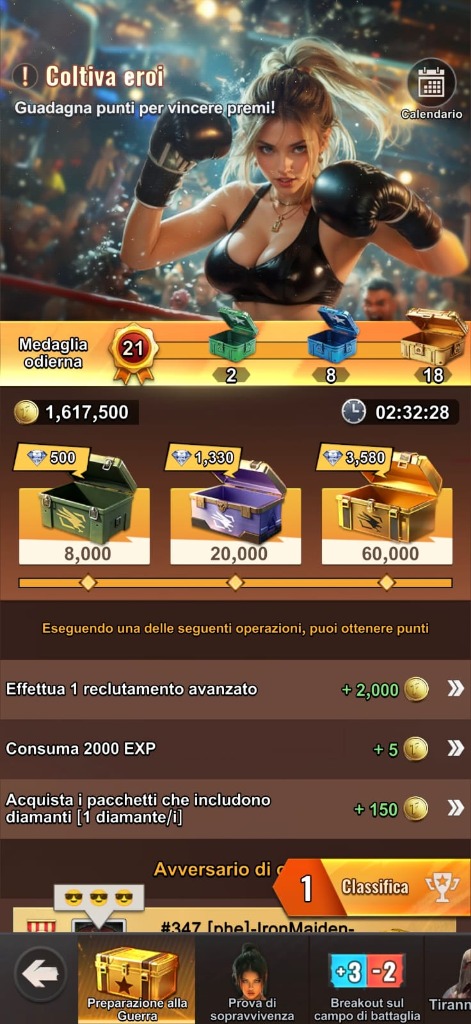 ! Coltiva eroi
Guadagna punti per vincere premi!
Calendario
Medaglia
odierna
21
2
8
18
1,617,500
02:32:28
500
1,330
3,580
8,000
20,000
60,000
Eseguendo una delle seguenti operazioni, puoi ottenere punti
Effettua 1 reclutamento avanzato
+ 2,000
Consuma 2000 EXP
+ 5
Acquista i pacchetti che includono
diamanti [1 diamante/i]
+ 150
Avversario di
1
Classifica
#347 [phe]-IronMaiden-
Preparazione alla
Guerra
Prova di
sopravvivenza
+3 -2
Breakout sul
campo di battaglia
Tirann